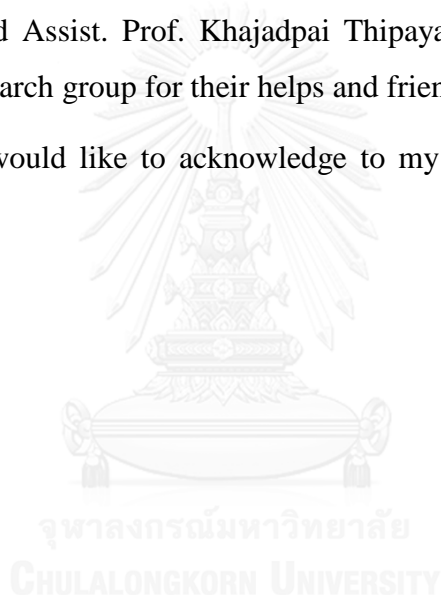 d Assist. Prof. Khajadpai Thipaya
arch group for their helps and frien
would like to acknowledge to my
จุฬาลงกรณ์มหาวิทยาลัย
CHULALONGKORN UNIVERSITY